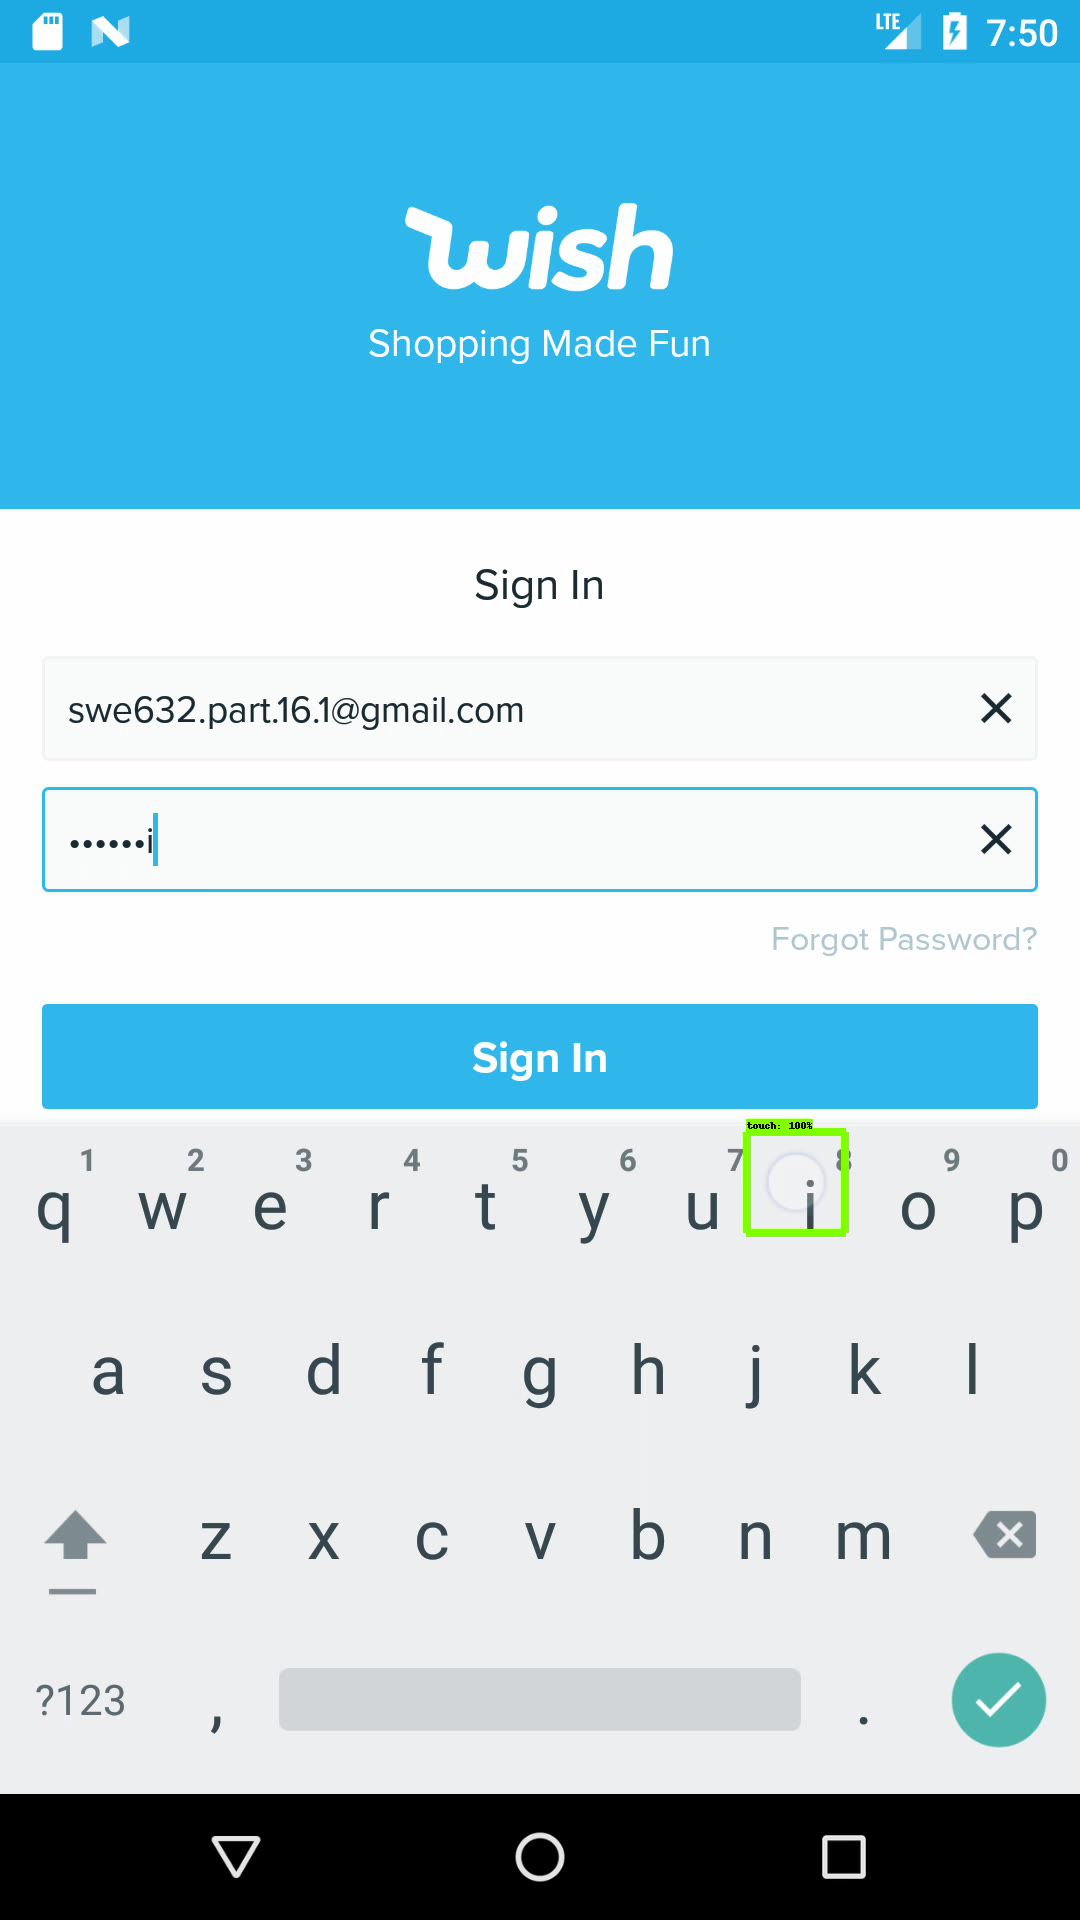 LTE 7:50
wish
Shopping Made Fun
Sign In
swe632.part.16.1@gmail.com
••••••i
Forgot Password?
Sign In
touch: 100%
1 2 3 4 5 6 7 8 9 0
q w e r t y u i o p
a s d f g h j k l
z x c v b n m
?123 , .